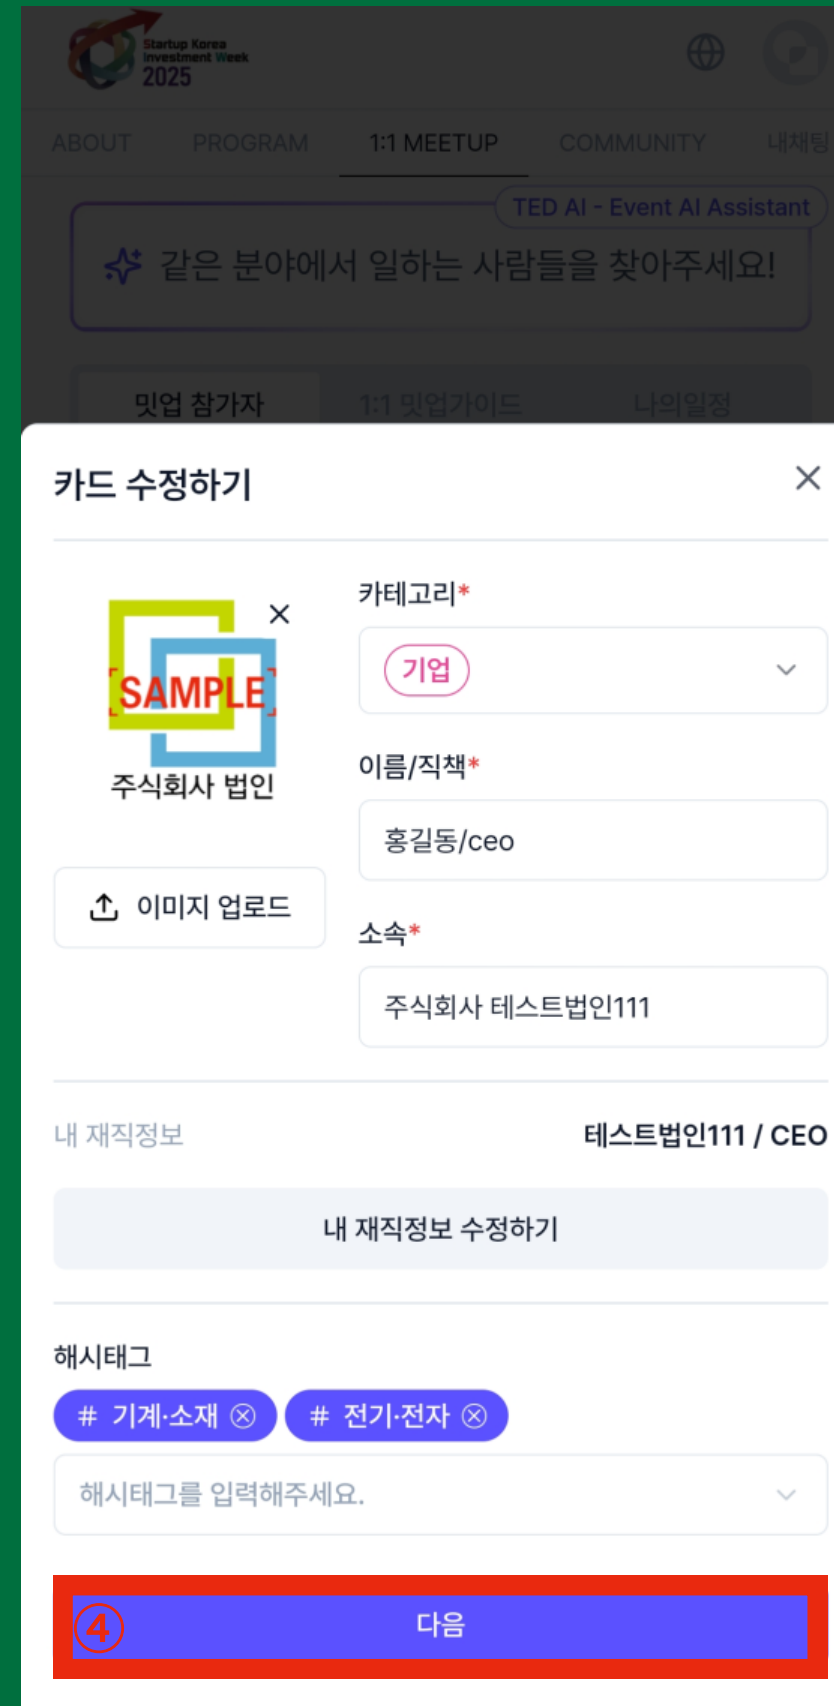 Startup Korea
Investment Week
2025
ABOUT PROGRAM 1:1 MEETUP COMMUNITY 내채팅
TED AI - Event AI Assistant
같은 분야에서 일하는 사람들을 찾아주세요!
밋업 참가자 1:1 밋업가이드 나의일정
카드 수정하기
카테고리*
기업
SAMPLE
주식회사 법인
이름/직책*
홍길동/ceo
이미지 업로드
소속*
주식회사 테스트법인111
내 재직정보 테스트법인111 / CEO
내 재직정보 수정하기
해시태그
# 기계·소재 # 전기·전자
해시태그를 입력해주세요.
④ 다음